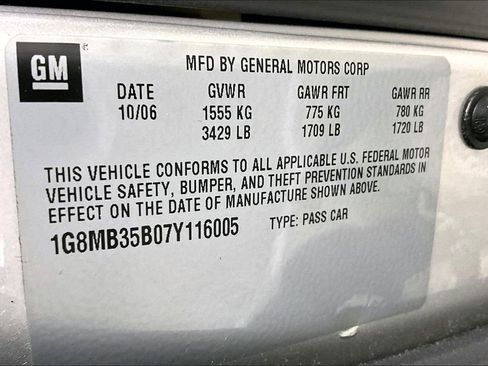 GM
MFD BY GENERAL MOTORS CORP
DATE GVWR GAWR FRT GAWR RR
10/06 1555 KG 775 KG 780 KG
3429 LB 1709 LB 1720 LB
THIS VEHICLE CONFORMS TO ALL APPLICABLE U.S. FEDERAL MOTOR
VEHICLE SAFETY, BUMPER, AND THEFT PREVENTION STANDARDS IN
EFFECT ON THE DATE OF MANUFACTURE SHOWN ABOVE.
1G8MB35B07Y116005 TYPE: PASS CAR